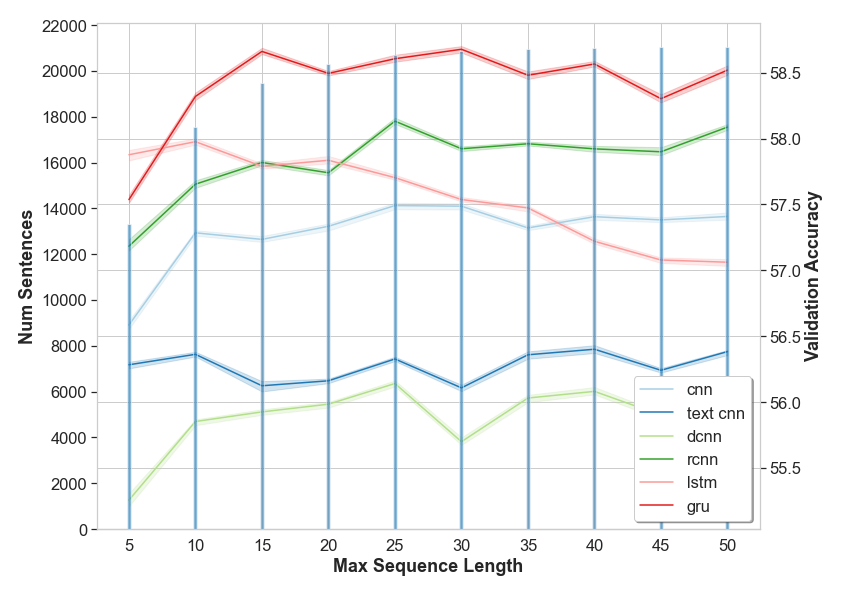 22000
20000
18000
16000
14000
12000
10000
8000
6000
4000
2000
0
Num Sentences
58.5
58.0
57.5
57.0
56.5
56.0
55.5
Validation Accuracy
cnn
text cnn
dcnn
rcnn
lstm
gru
5 10 15 20 25 30 35 40 45 50
Max Sequence Length